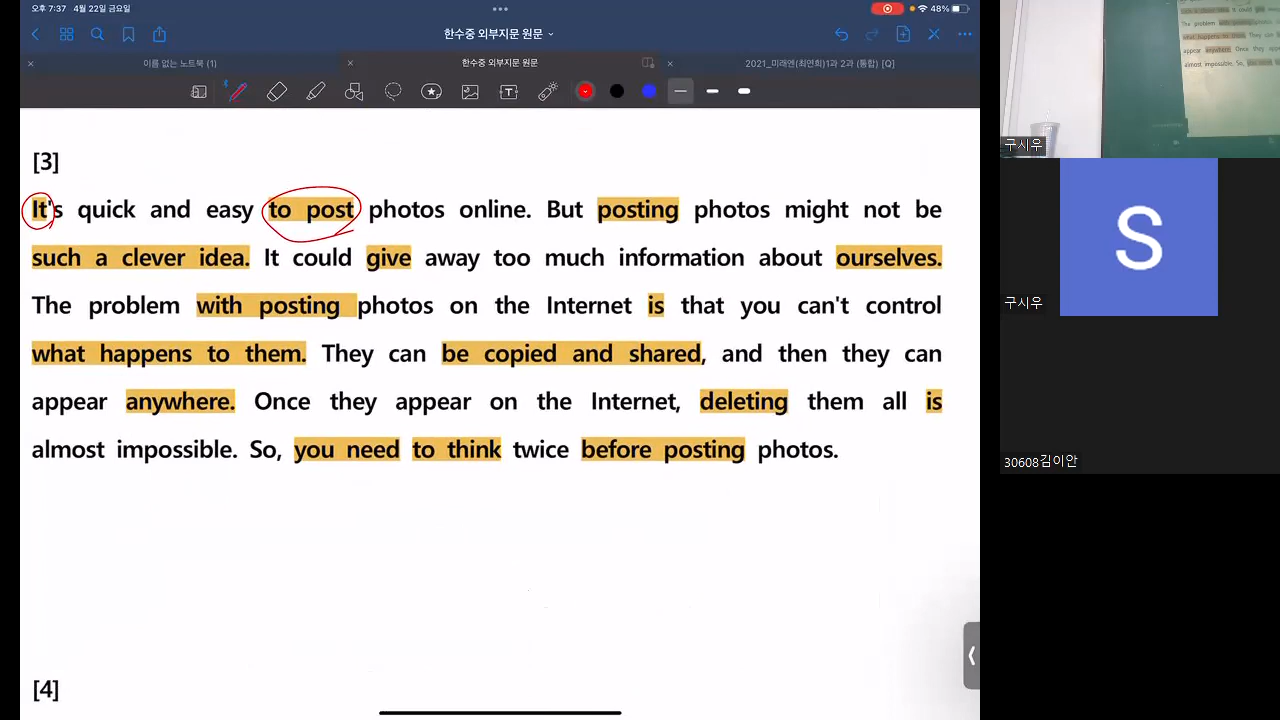 오후 7:37 4월 22일 금요일
48%
한수중 외부지문 원문
이름 없는 노트북 (1)
한수중 외부지문 원문
2021_미래엔(최연희)1과 2과 (통합) [Q]
[3]
It's quick and easy to post photos online. But posting photos might not be
such a clever idea. It could give away too much information about ourselves.
The problem with posting photos on the Internet is that you can't control
what happens to them. They can be copied and shared, and then they can
appear anywhere. Once they appear on the Internet, deleting them all is
almost impossible. So, you need to think twice before posting photos.
[4]
구시우
S
구시우
30608김이안